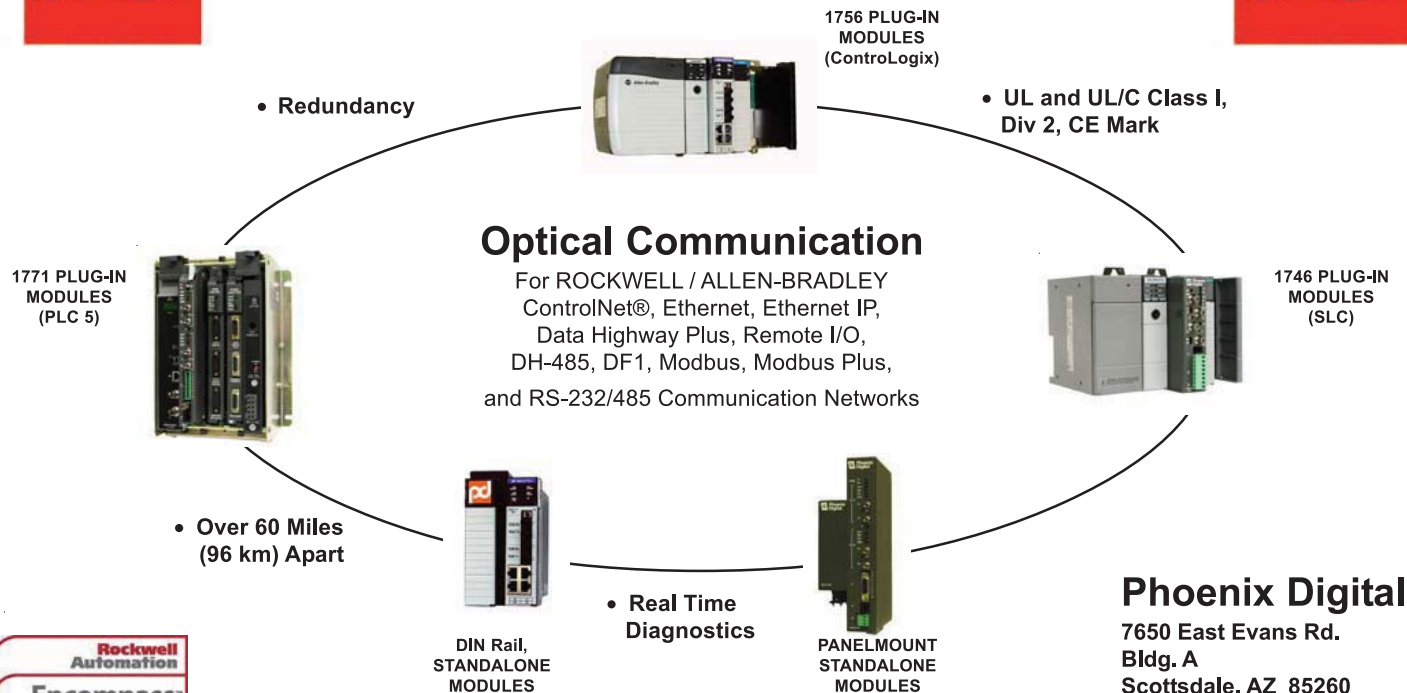 1756 PLUG-IN
MODULES
(ControLogix)
• Redundancy
• UL and UL/C Class I,
Div 2, CE Mark
Optical Communication
For ROCKWELL / ALLEN-BRADLEY
ControlNet®, Ethernet, Ethernet IP,
Data Highway Plus, Remote I/O,
DH-485, DF1, Modbus, Modbus Plus,
and RS-232/485 Communication Networks
1771 PLUG-IN
MODULES
(PLC 5)
1746 PLUG-IN
MODULES
(SLC)
pd
Phoenix
Digital
• Over 60 Miles
(96 km) Apart
• Real Time
Diagnostics
DIN Rail,
STANDALONE
MODULES
PANELMOUNT
STANDALONE
MODULES
Phoenix Digital
7650 East Evans Rd.
Bldg. A
Scottsdale, AZ 85260
Rockwell
Automation